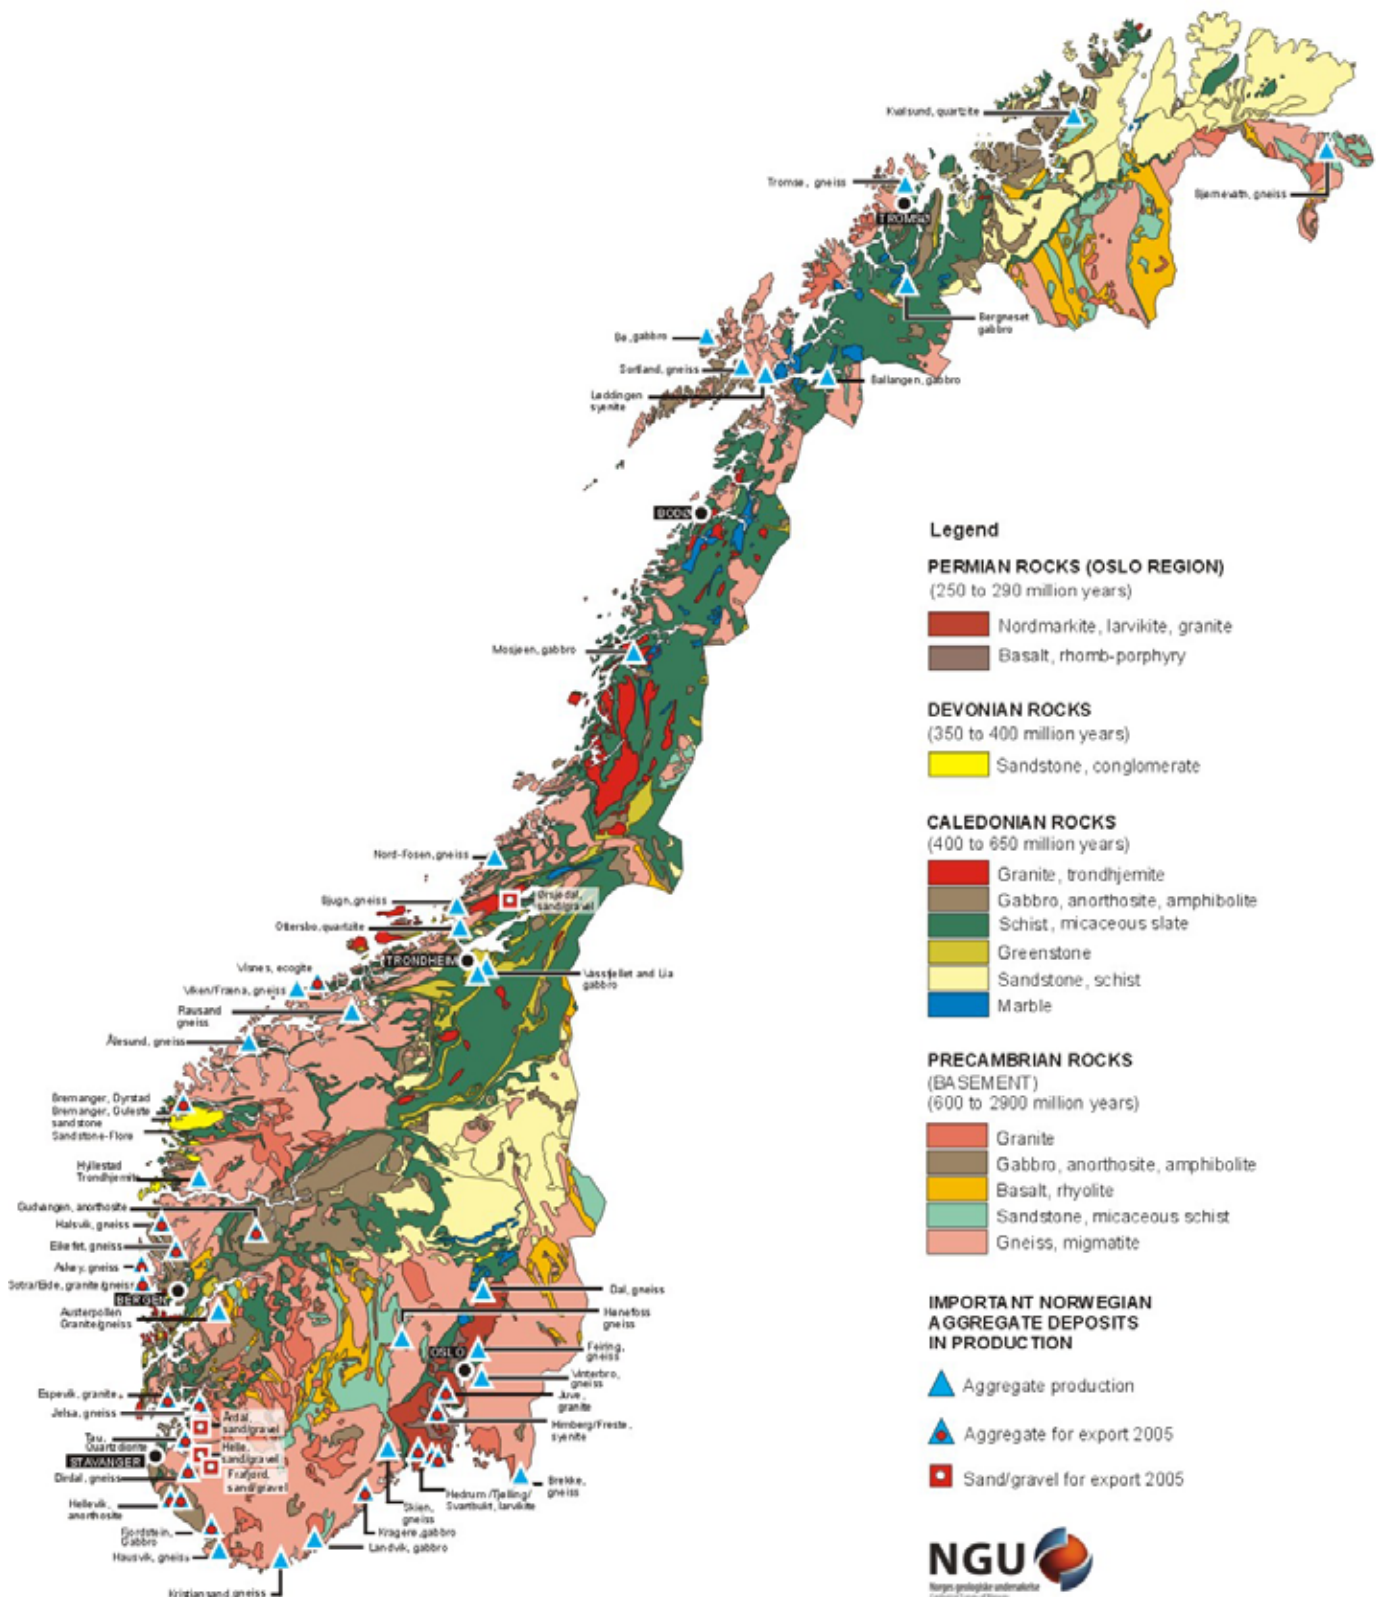 Kvalsund, quartzite
Tromsø, gneiss
TROMSØ
Bjørnevatn, gneiss
Bergneset
gabbro
Bø, gabbro
Sortland, gneiss
Løddingen
syenite
Ballangen, gabbro
BODØ
Mosjøen, gabbro
Nord-Fosen, gneiss
Bjugn, gneiss
Ørsjedal,
sand/gravel
Ottersbo, quartzite
TRONDHEIM
Visnes, ecogite
Vassfjellet and Lia
gabbro
Viken/Fræna, gneiss
Rausand
gneiss
Ålesund, gneiss
Bremanger, Dyrstad
Bremanger, Guleste
sandstone
Sandstone-Florø
Hyllestad
Trondhjemite
Gudvangen, anorthosite
Halsvik, gneiss
Eikefet, gneiss
Askøy, gneiss
Sotra/Eide, granite/gneiss
BERGEN
Austerpollen
Granite/gneiss
Dal, gneiss
Hønefoss
gneiss
OSLO
Feiring,
gneiss
Vinterbro,
gneiss
Juve,
granite
Himberg/Freste,
syenite
Espevik, granite
Jelsa, gneiss
Årdal,
sand/gravel
Tau,
Quartzdiorite
Helle,
sand/gravel
STAVANGER
Frafjord,
sand/gravel
Dirdal, gneiss
Hellevik,
anorthosite
Brekke,
gneiss
Hedrum/Tjølling/
Svartbukt, larvikite
Skien,
gneiss
Kragerø, gabbro
Fjordstein,
Gabbro
Landvik, gabbro
Hausvik, gneiss
Kristiansand gneiss
Legend
PERMIAN ROCKS (OSLO REGION)
(250 to 290 million years)
Nordmarkite, larvikite, granite
Basalt, rhomb-porphyry
DEVONIAN ROCKS
(350 to 400 million years)
Sandstone, conglomerate
CALEDONIAN ROCKS
(400 to 650 million years)
Granite, trondhjemite
Gabbro, anorthosite, amphibolite
Schist, micaceous slate
Greenstone
Sandstone, schist
Marble
PRECAMBRIAN ROCKS
(BASEMENT)
(600 to 2900 million years)
Granite
Gabbro, anorthosite, amphibolite
Basalt, rhyolite
Sandstone, micaceous schist
Gneiss, migmatite
IMPORTANT NORWEGIAN
AGGREGATE DEPOSITS
IN PRODUCTION
Aggregate production
Aggregate for export 2005
Sand/gravel for export 2005
NGU
Norges geologiske undersøkelse